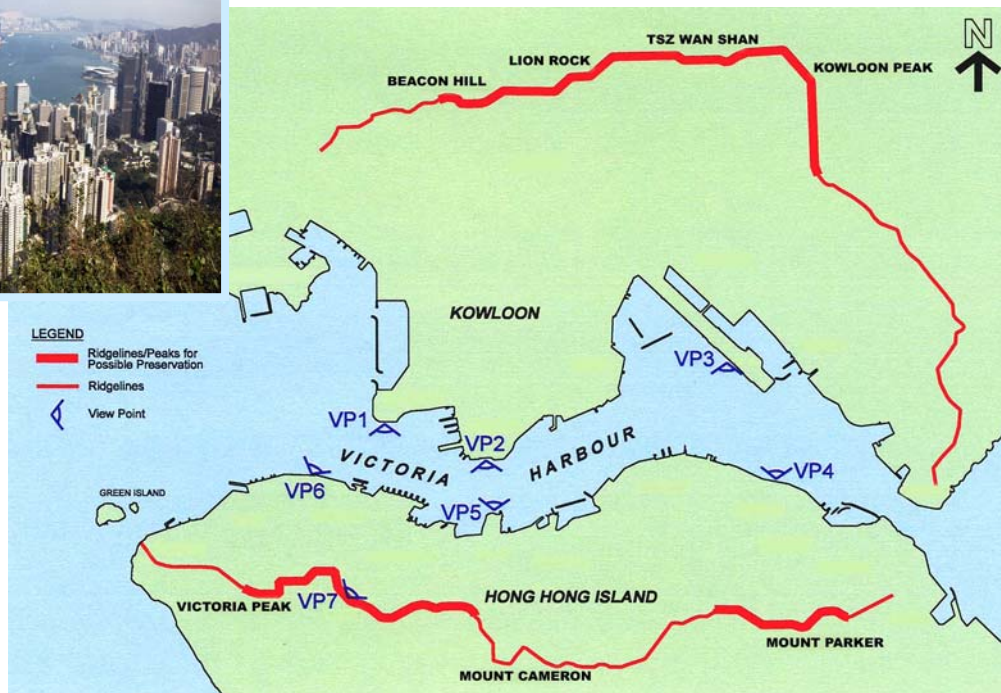 N
TSZ WAN SHAN
LION ROCK
KOWLOON PEAK
BEACON HILL
KOWLOON
LEGEND
Ridgelines/Peaks for
Possible Preservation
Ridgelines
View Point
VP3
VP1
VP2
VICTORIA HARBOUR
VP4
VP6
GREEN ISLAND
VP5
VP7
VICTORIA PEAK
HONG HONG ISLAND
MOUNT PARKER
MOUNT CAMERON